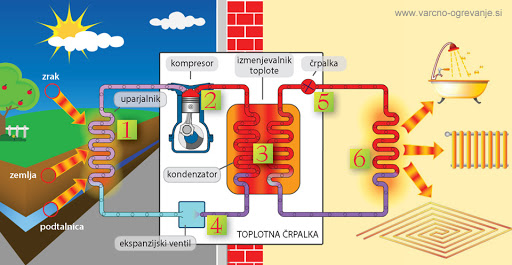 www.varcno-ogrevanje.si
kompresor
izmenjevalnik
toplote
črpalka
zrak
uparjalnik
2
5
1
3
6
zemlja
kondenzator
podtalnica
4
ekspanzijski ventil
TOPLOTNA ČRPALKA